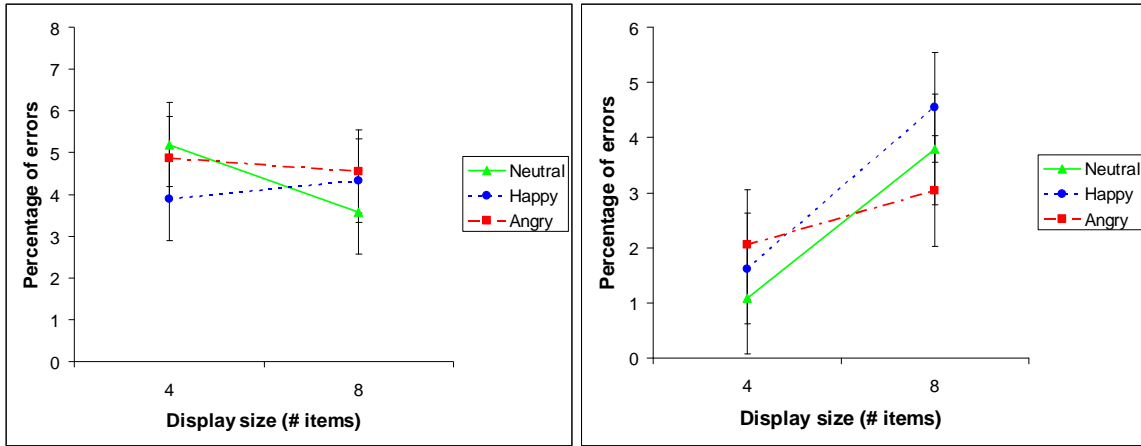 Percentage of errors
8
7
6
5
4
3
2
1
0
4 8
Display size (# items)
Neutral
Happy
Angry
Percentage of errors
6
5
4
3
2
1
0
4 8
Display size (# items)
Neutral
Happy
Angry